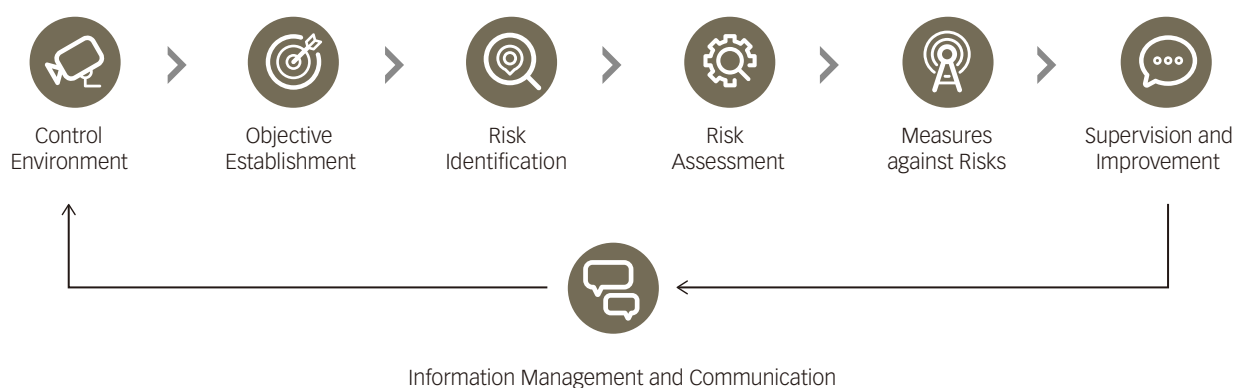 Control
Environment
Objective
Establishment
Risk
Identification
Risk
Assessment
Measures
against Risks
Supervision and
Improvement
Information Management and Communication